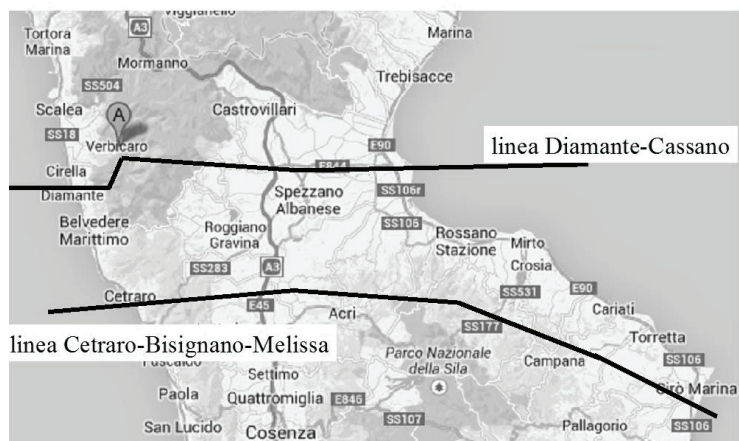 Viggianello
Tortora
Marina
A3
Mormanno
Marina
Trebisacce
SS504
Scalea
A
Castrovillari
SS18
Verbicaro
E90
linea Diamante-Cassano
E844
Cirella
Diamante
Spezzano
Albanese
SS106r
SS106
Belvedere
Marittimo
Roggiano
Gravina
Rossano
Stazione
Mirto
Crosia
SS283
A3
E90
Cetraro
E45
SS531
Cariati
Acri
SS177
Torretta
linea Cetraro-Bisignano-Melissa
Parco Nazionale
della Sila
Campana
SS106
Settimo
Cirò Marina
Paola
Quattromiglia
E846
San Lucido
Cosenza
SS107
Pallagorio
SS106